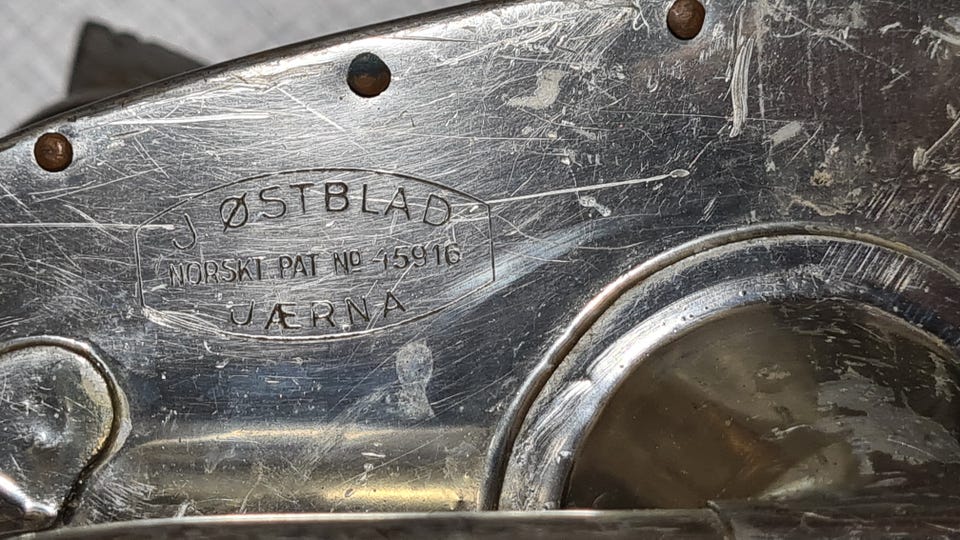 J ØSTBLAD
NORSKT PAT Nº 15916
JÆRNA